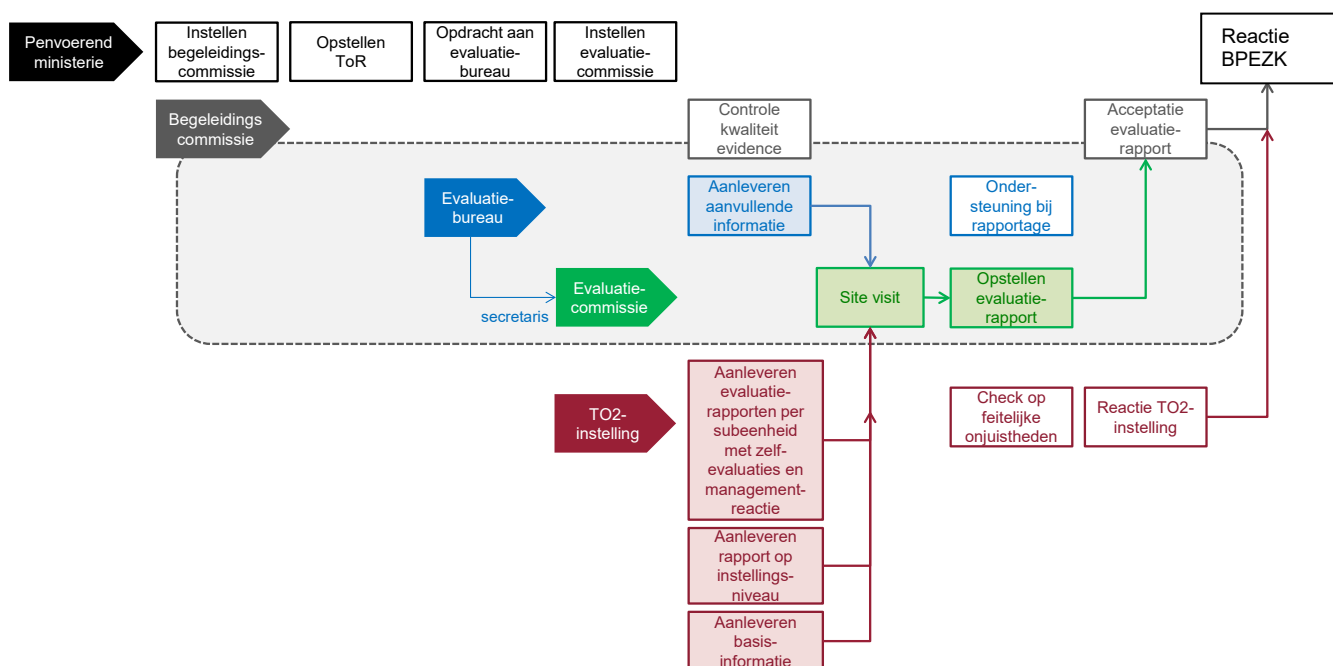 Penvoerend
ministerie
Instellen
begeleidings-
commissie
Opstellen
ToR
Opdracht aan
evaluatie-
bureau
Instellen
evaluatie-
commissie
Reactie
BPEZK
Begeleidings
commissie
Controle
kwaliteit
evidence
Acceptatie
evaluatie-
rapport
Evaluatie-
bureau
Aanleveren
aanvullende
informatie
Onder-
steuning bij
rapportage
secretaris
Evaluatie-
commissie
Site visit
Opstellen
evaluatie-
rapport
TO2-
instelling
Aanleveren
evaluatie-
rapporten per
subeenheid
met zelf-
evaluaties en
management-
reactie
Check op
feitelijke
onjuistheden
Reactie TO2-
instelling
Aanleveren
rapport op
instellings-
niveau
Aanleveren
basis-
informatie